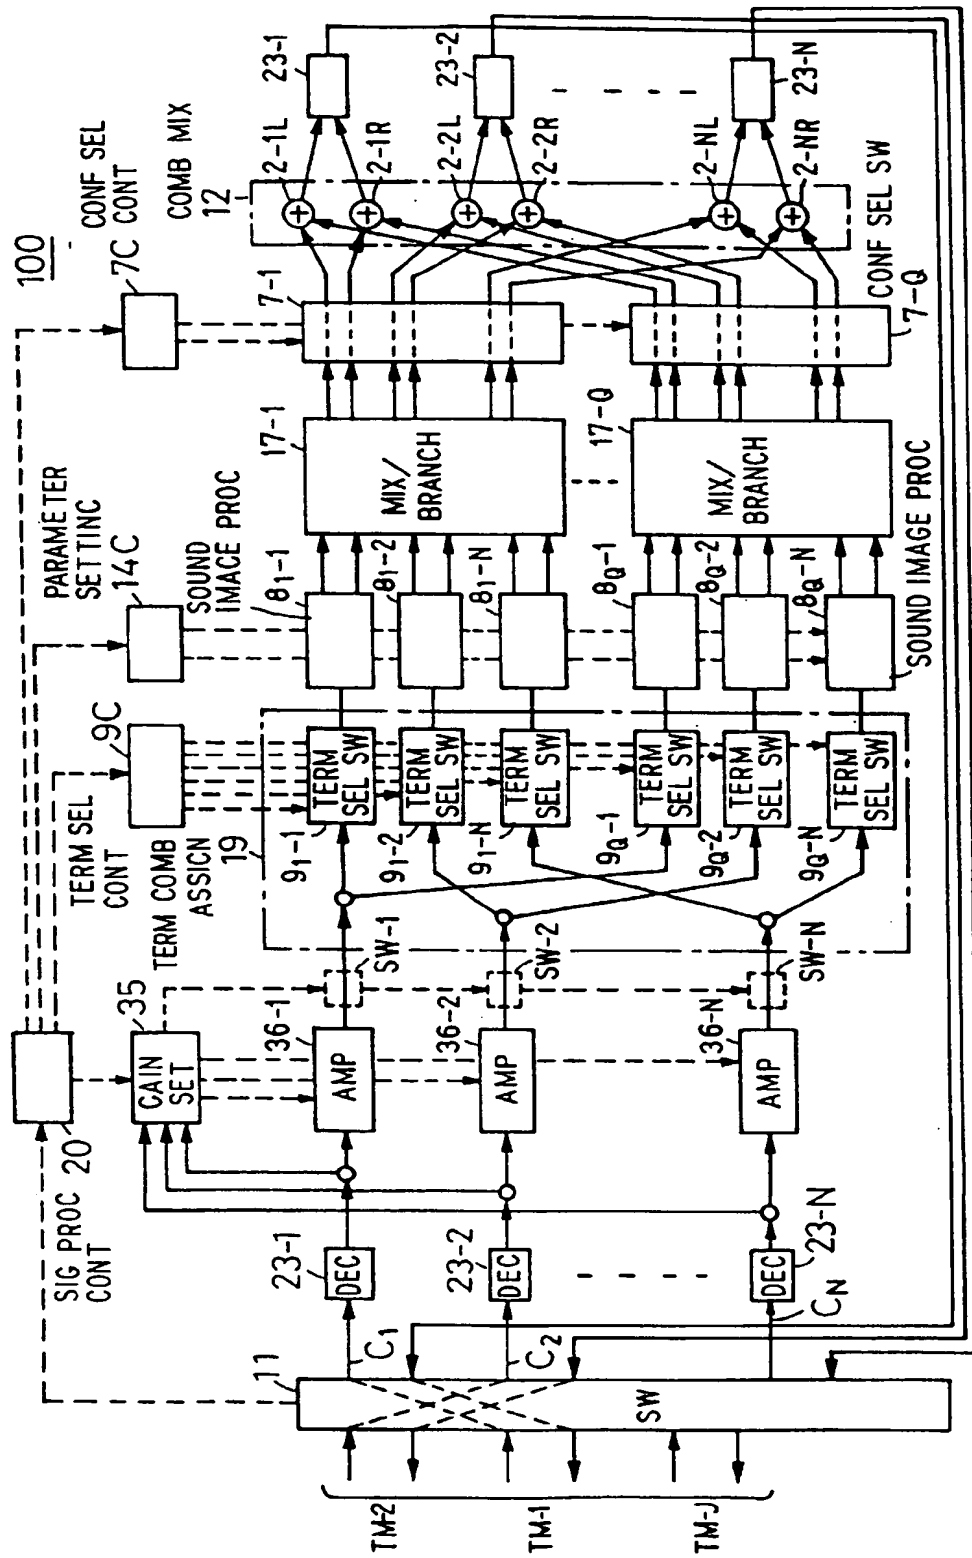 100
SIG PROC
CONT
20
CAIN
SET
35
TERM SEL
CONT
9C
TERM COMB
ASSICN
19
PARAMETER
SETTINC
14C
SOUND
IMACE PROC
CONF SEL
CONT
7C
COMB MIX
12
11
SW
TM-2
TM-1
TM-J
C1
C2
CN
23-1
DEC
23-2
DEC
23-N
DEC
36-1
AMP
36-2
AMP
36-N
AMP
SW-1
SW-2
SW-N
91-1
TERM
SEL SW
91-2
TERM
SEL SW
91-N
TERM
SEL SW
9Q-1
TERM
SEL SW
9Q-2
TERM
SEL SW
9Q-N
TERM
SEL SW
81-1
81-2
81-N
8Q-1
8Q-2
8Q-N
SOUND IMAGE PROC
17-1
MIX/
BRANCH
17-Q
MIX/
BRANCH
7-1
7-Q
CONF SEL SW
2-1L
2-1R
2-2L
2-2R
2-NL
2-NR
23-1
23-2
23-N